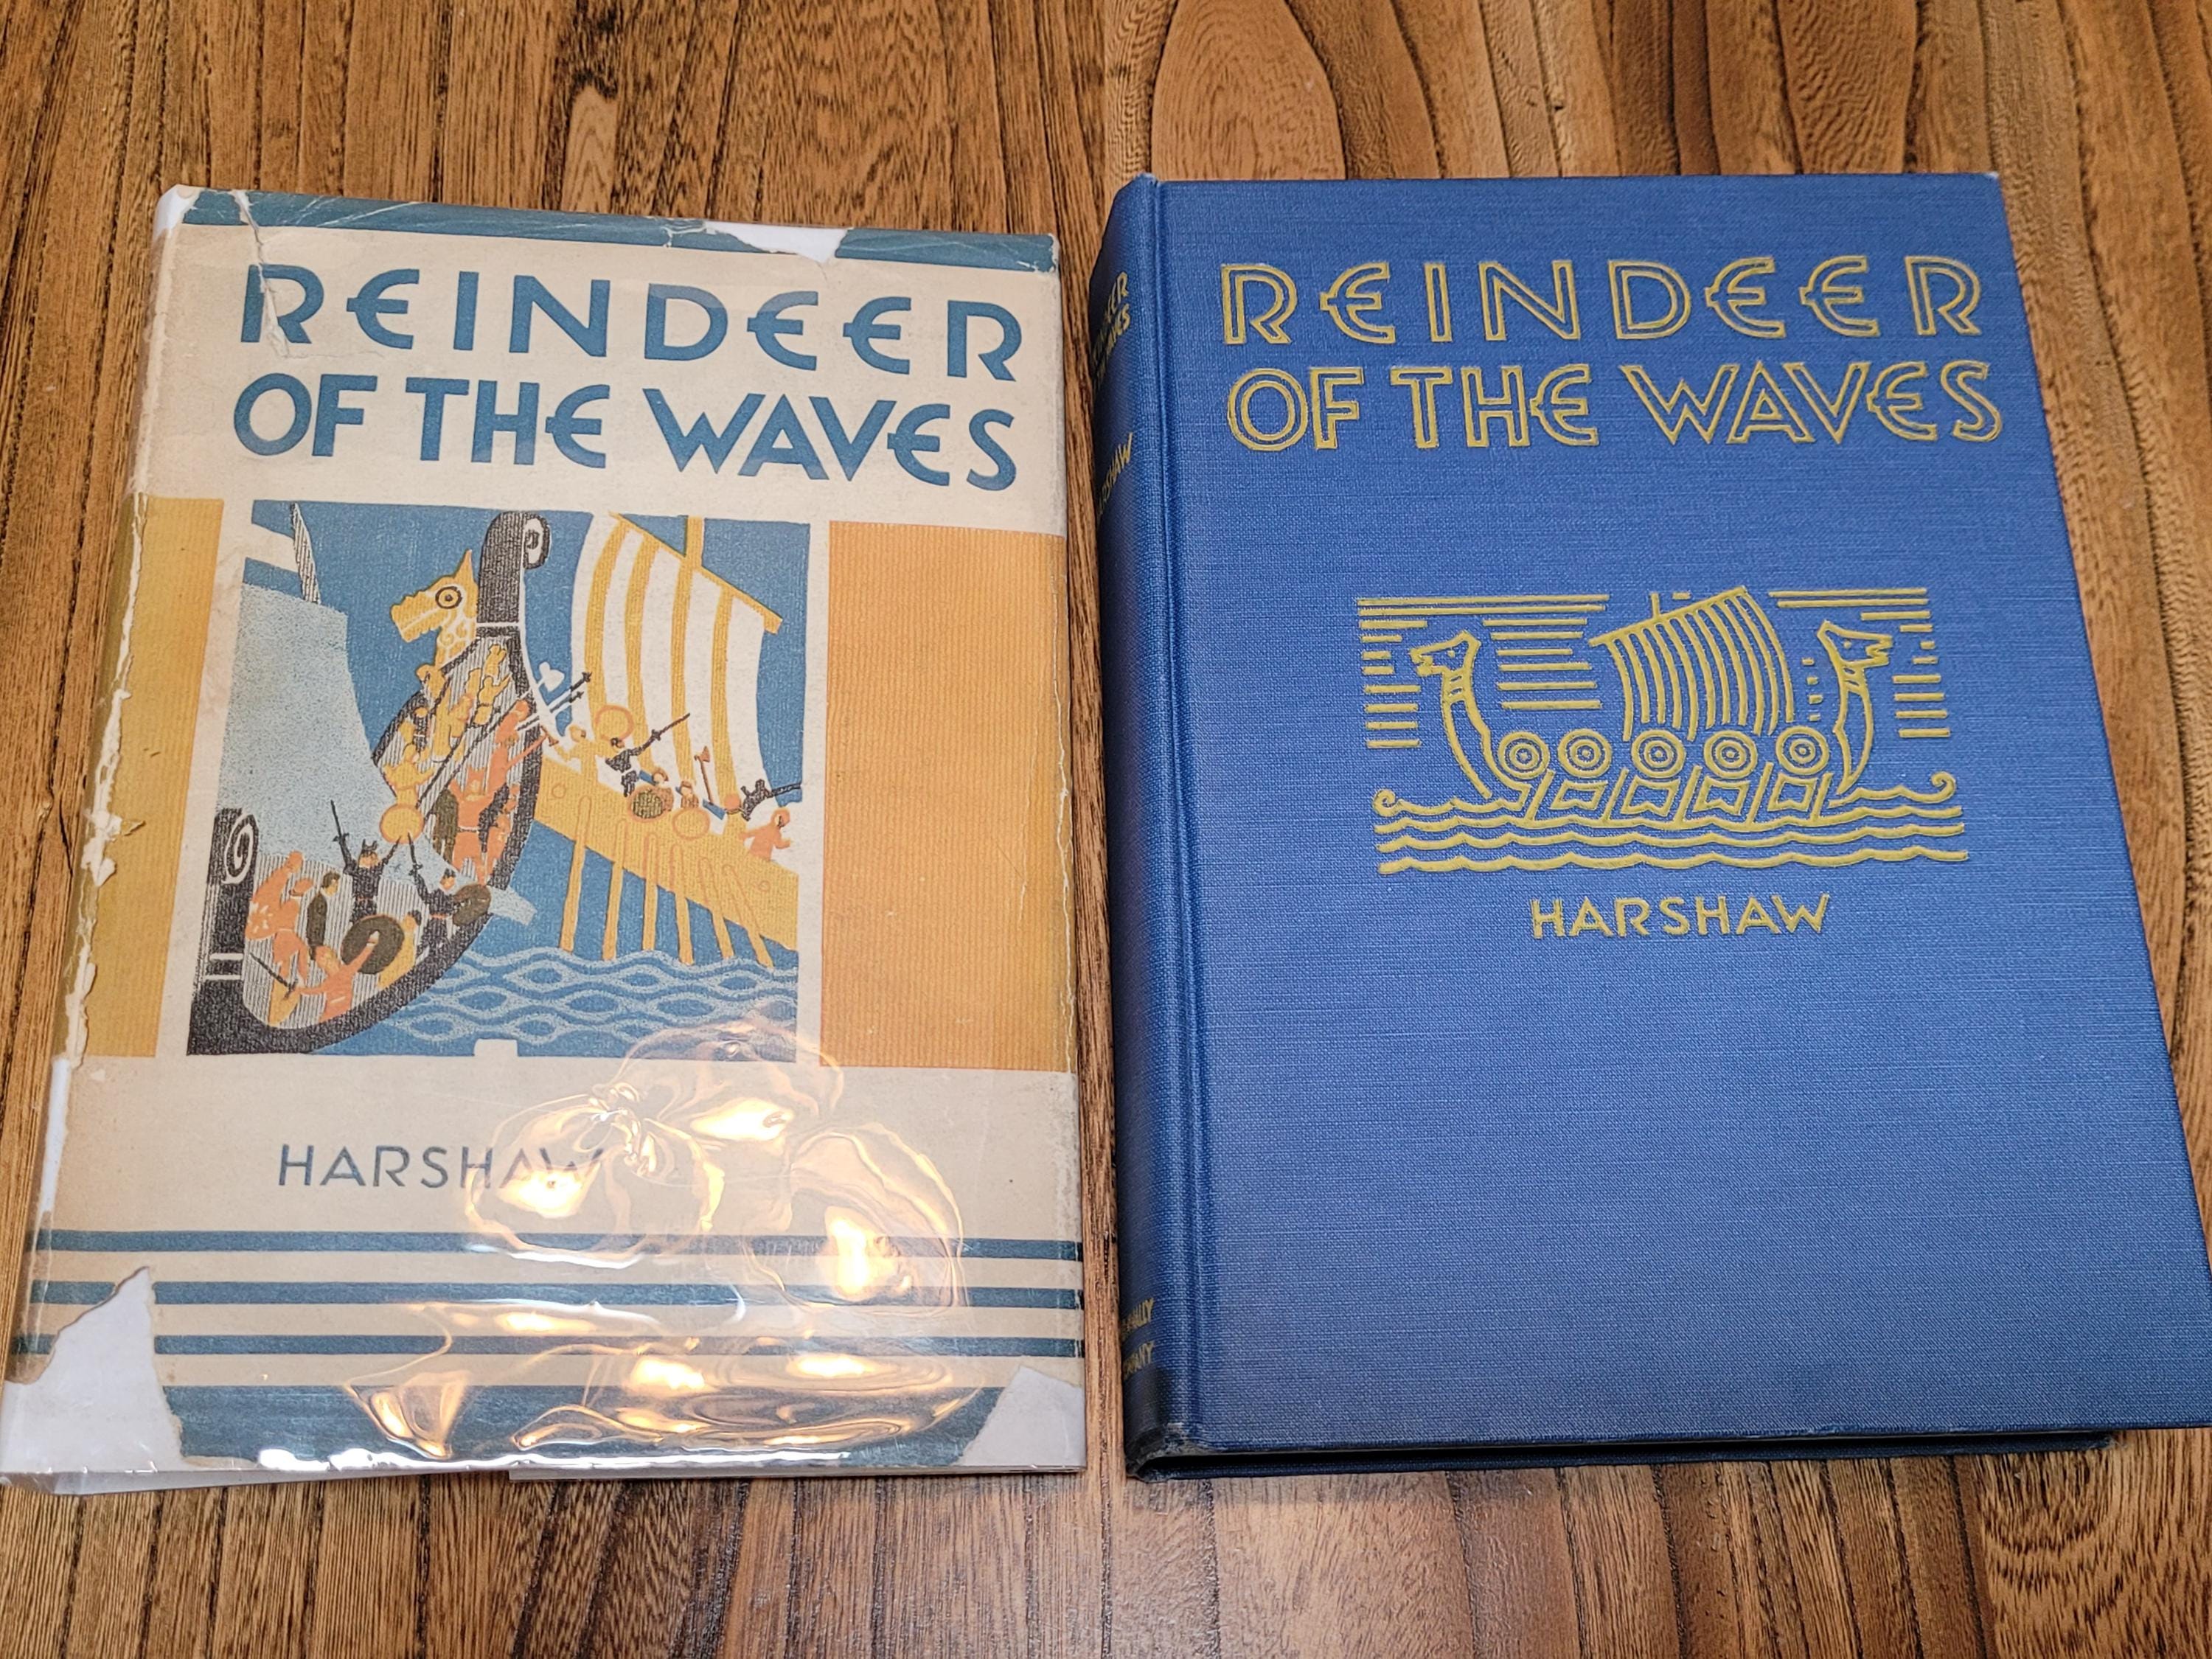 REINDEER
OF THE WAVES
HARSHAW
REINDEER
OF THE WAVES
HARSHAW